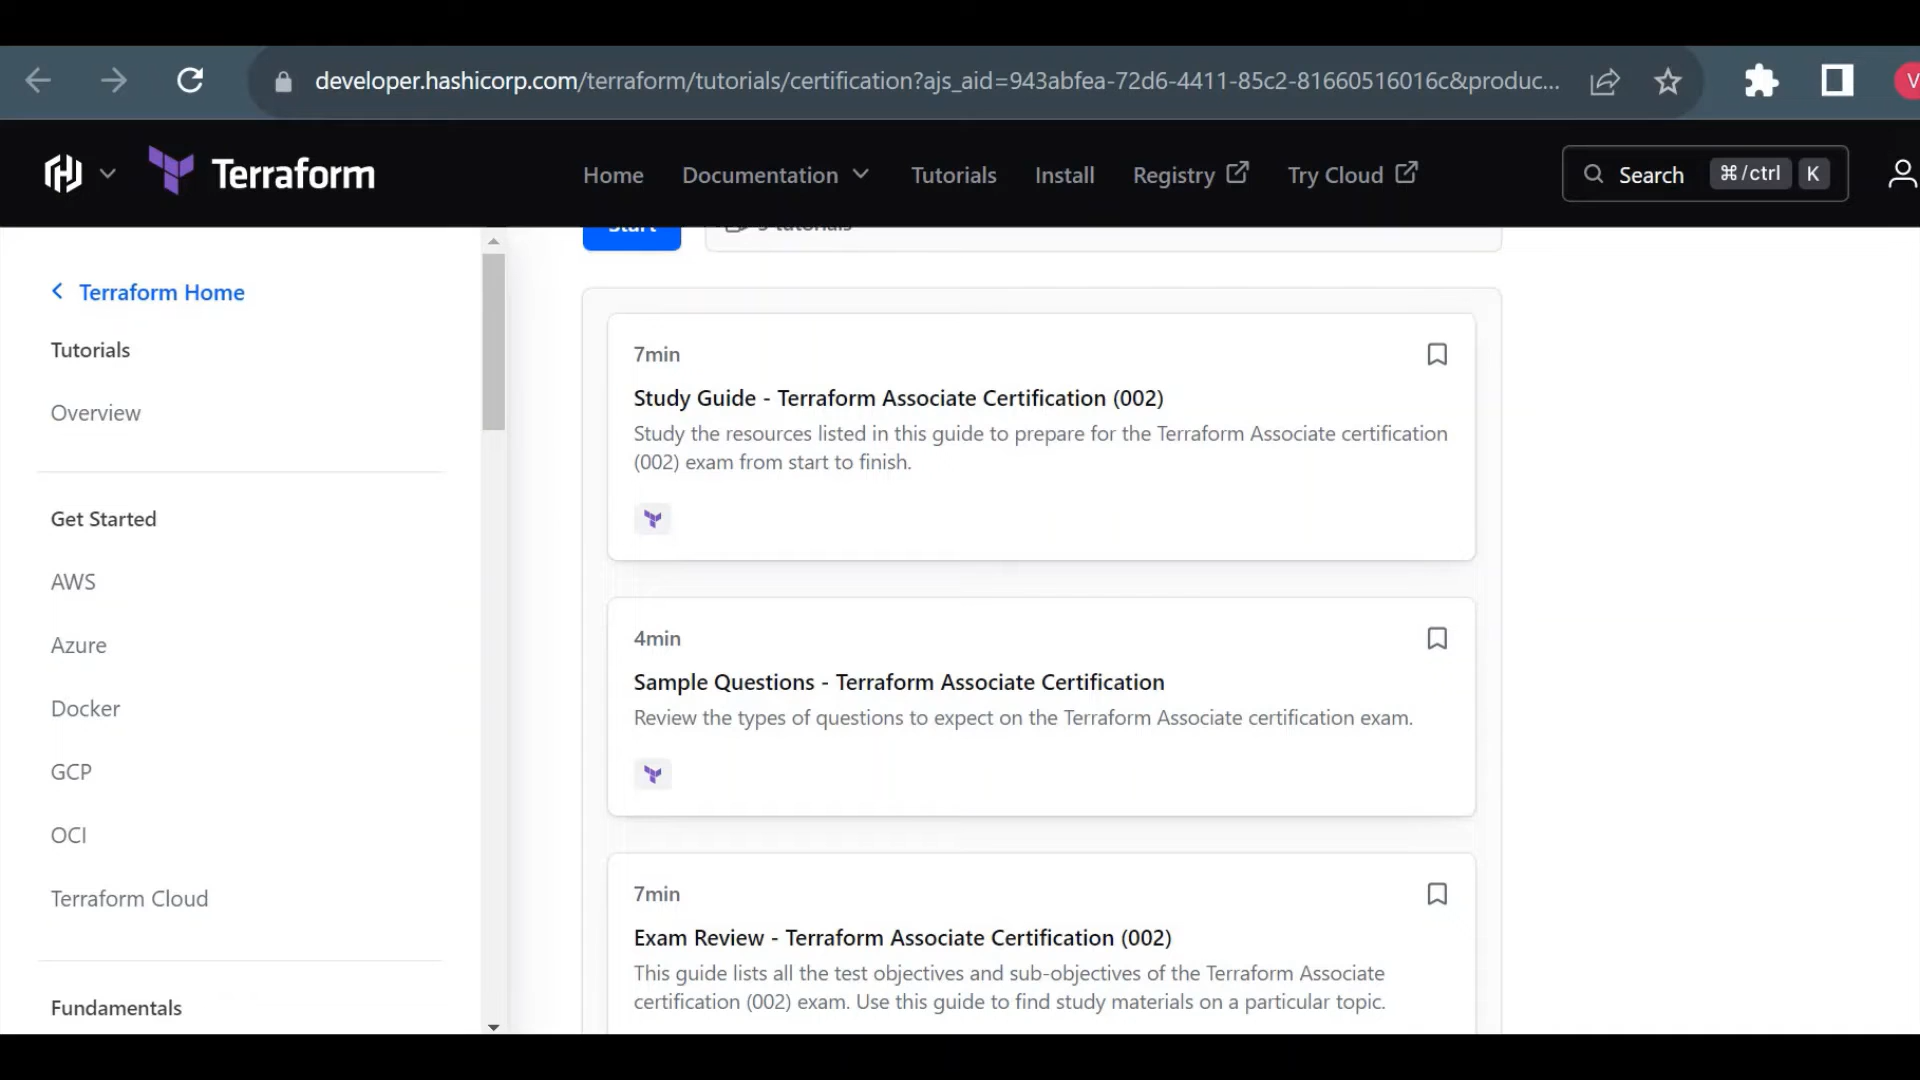 developer.hashicorp.com/terraform/tutorials/certification?ajs_aid=943abfea-72d6-4411-85c2-81660516016c&produc...
V
Terraform
Home
Documentation
Tutorials
Install
Registry
Try Cloud
Search
⌘/ctrl
K
Terraform Home
Tutorials
Overview
Get Started
AWS
Azure
Docker
GCP
OCI
Terraform Cloud
Fundamentals
Start
tutorials
7min
Study Guide - Terraform Associate Certification (002)
Study the resources listed in this guide to prepare for the Terraform Associate certification
(002) exam from start to finish.
4min
Sample Questions - Terraform Associate Certification
Review the types of questions to expect on the Terraform Associate certification exam.
7min
Exam Review - Terraform Associate Certification (002)
This guide lists all the test objectives and sub-objectives of the Terraform Associate
certification (002) exam. Use this guide to find study materials on a particular topic.